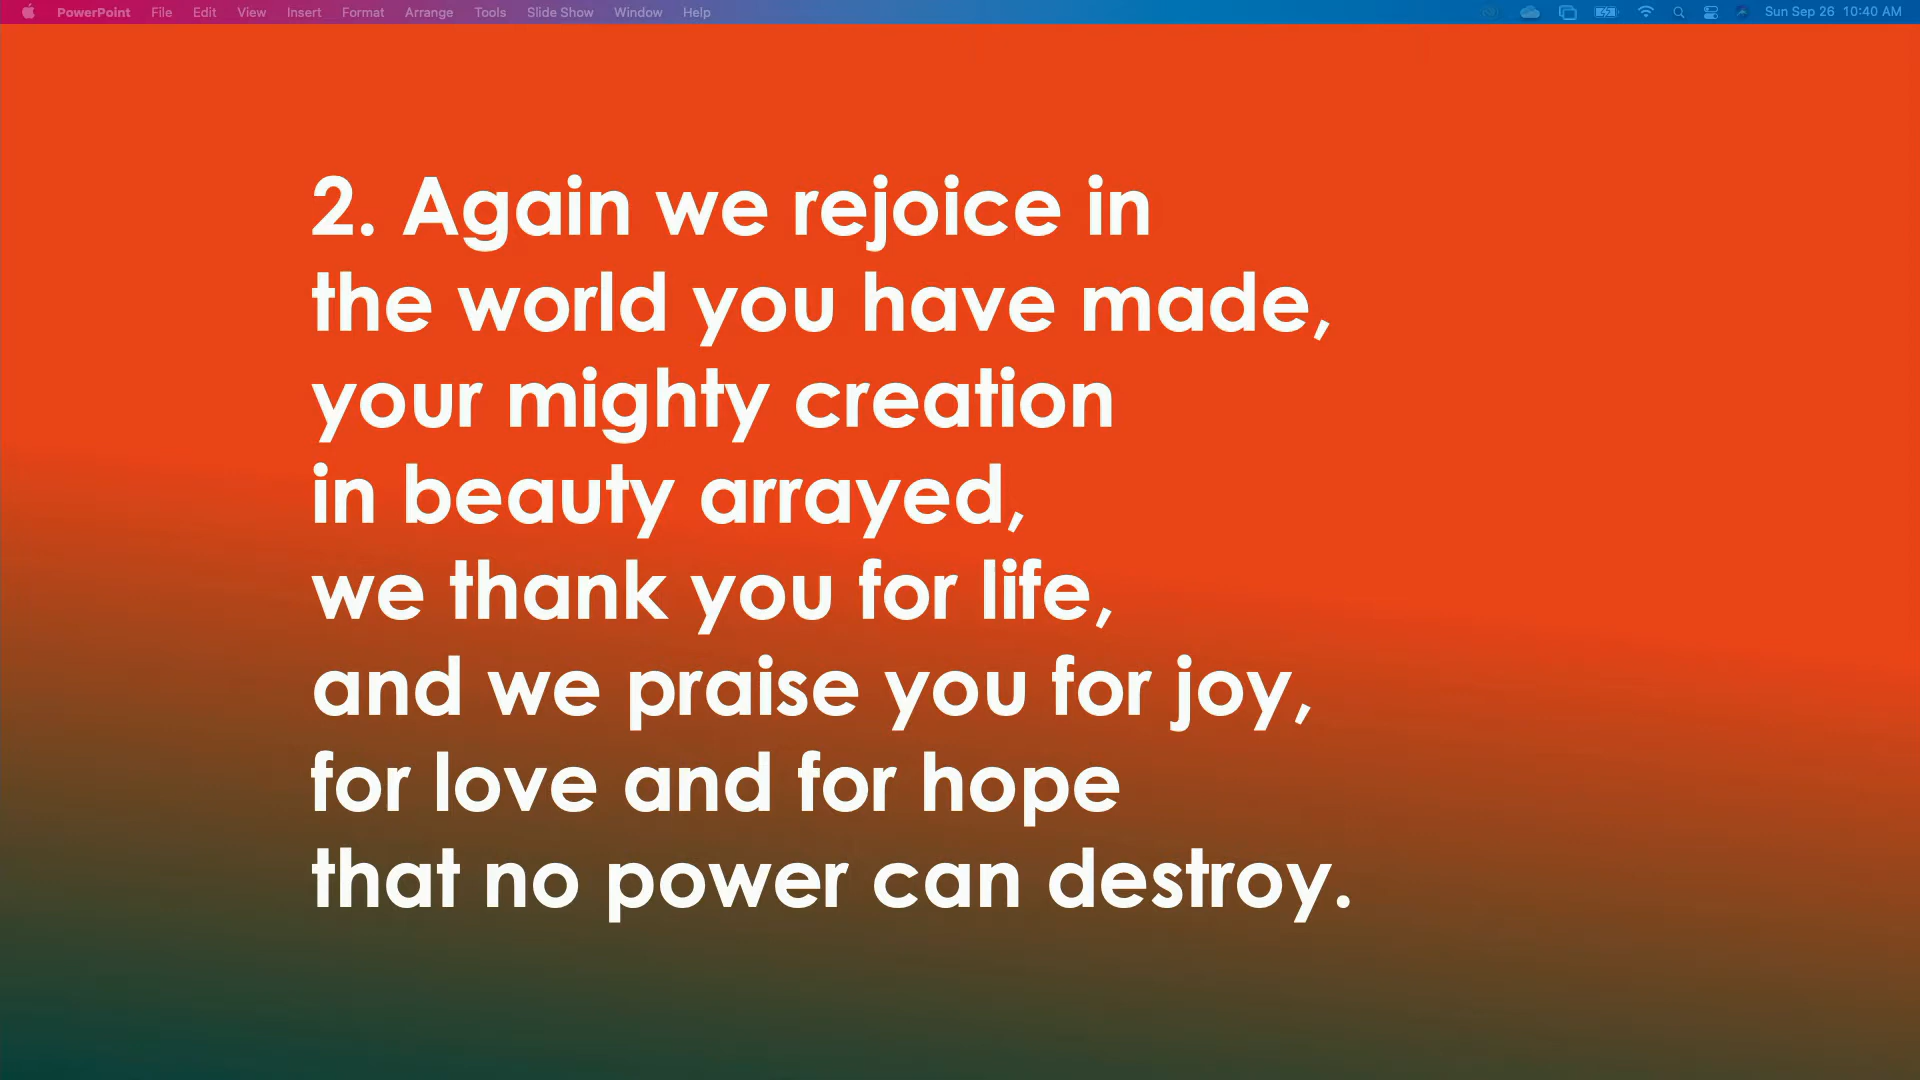 PowerPoint File Edit View Insert Format Arrange Tools Slide Show Window Help Sun Sep 26 10:40 AM
2. Again we rejoice in
the world you have made,
your mighty creation
in beauty arrayed,
we thank you for life,
and we praise you for joy,
for love and for hope
that no power can destroy.